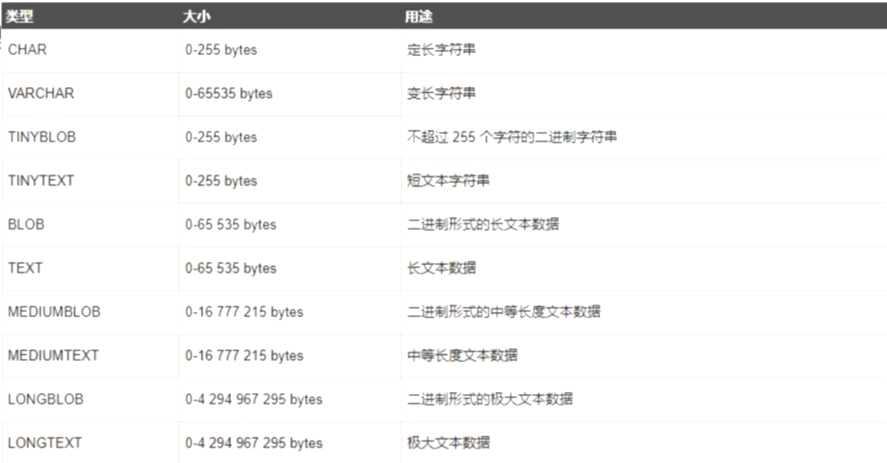 类型 大小 用途
CHAR 0-255 bytes 定长字符串
VARCHAR 0-65535 bytes 变长字符串
TINYBLOB 0-255 bytes 不超过 255 个字符的二进制字符串
TINYTEXT 0-255 bytes 短文本字符串
BLOB 0-65 535 bytes 二进制形式的长文本数据
TEXT 0-65 535 bytes 长文本数据
MEDIUMBLOB 0-16 777 215 bytes 二进制形式的中等长度文本数据
MEDIUMTEXT 0-16 777 215 bytes 中等长度文本数据
LONGBLOB 0-4 294 967 295 bytes 二进制形式的极大文本数据
LONGTEXT 0-4 294 967 295 bytes 极大文本数据